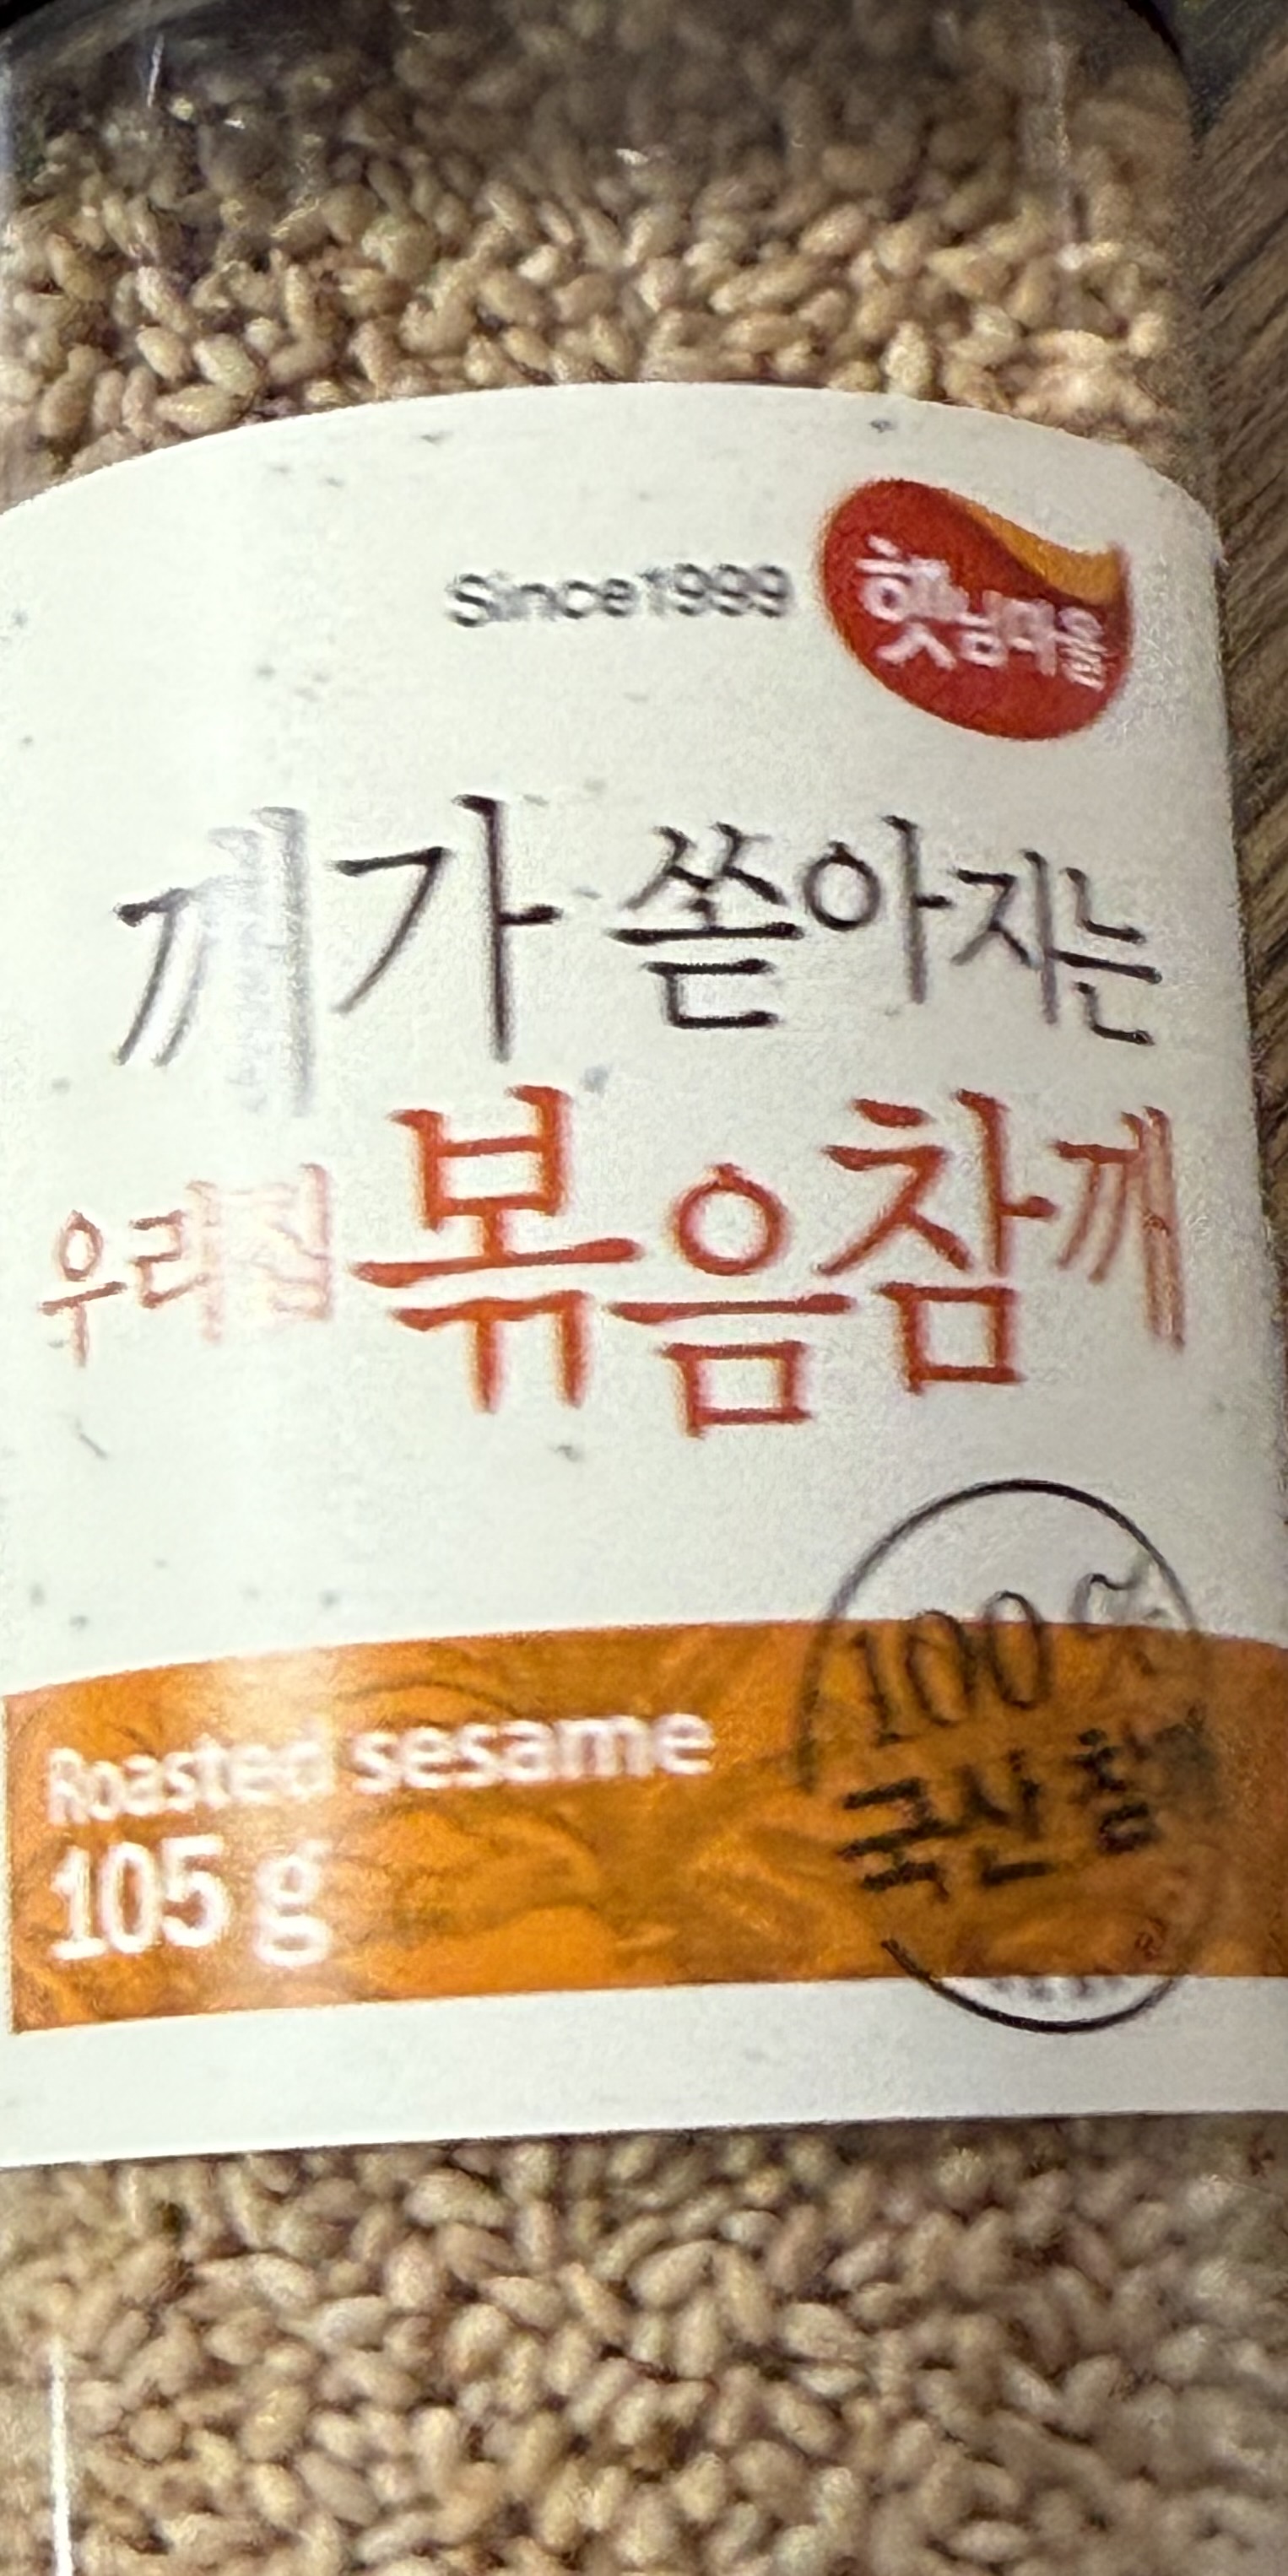 Since1999
햇님마을
깨가 쏟아지는
우리집 볶음참깨
100%
국산참깨
Roasted sesame
105 g